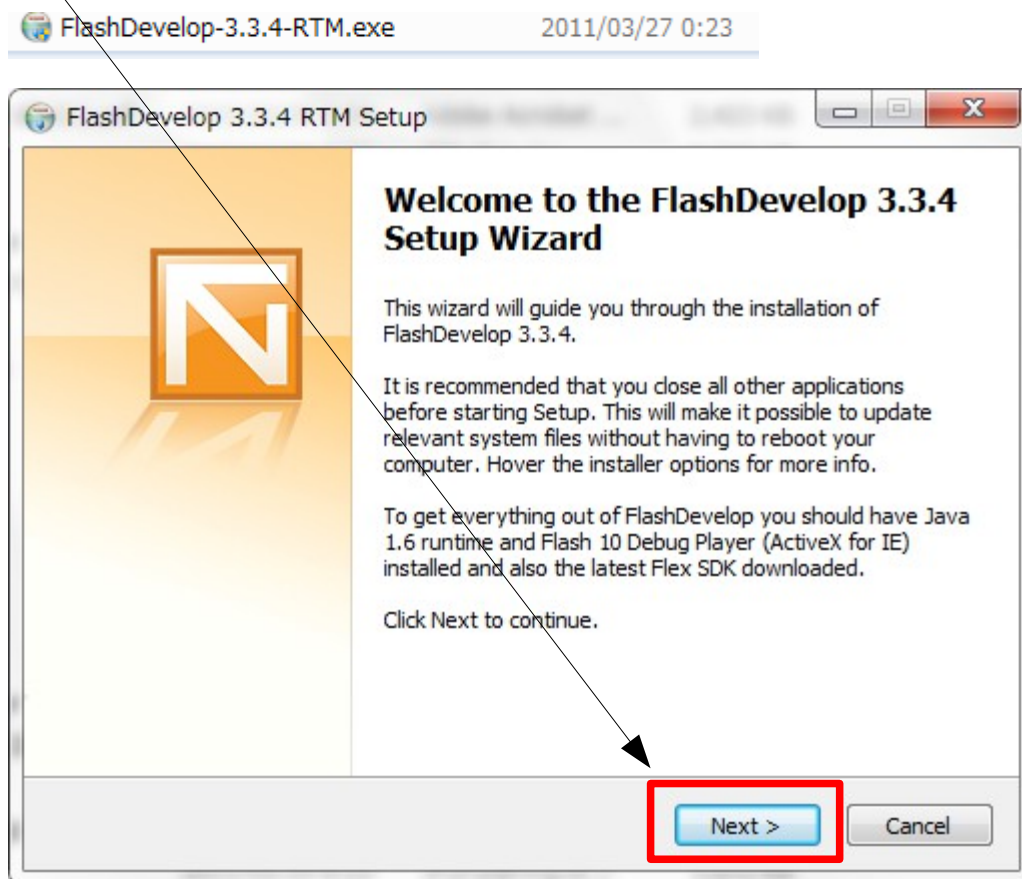 FlashDevelop-3.3.4-RTM.exe 2011/03/27 0:23
FlashDevelop 3.3.4 RTM Setup
Welcome to the FlashDevelop 3.3.4
Setup Wizard
This wizard will guide you through the installation of
FlashDevelop 3.3.4.
It is recommended that you close all other applications
before starting Setup. This will make it possible to update
relevant system files without having to reboot your
computer. Hover the installer options for more info.
To get everything out of FlashDevelop you should have Java
1.6 runtime and Flash 10 Debug Player (ActiveX for IE)
installed and also the latest Flex SDK downloaded.
Click Next to continue.
Next > Cancel